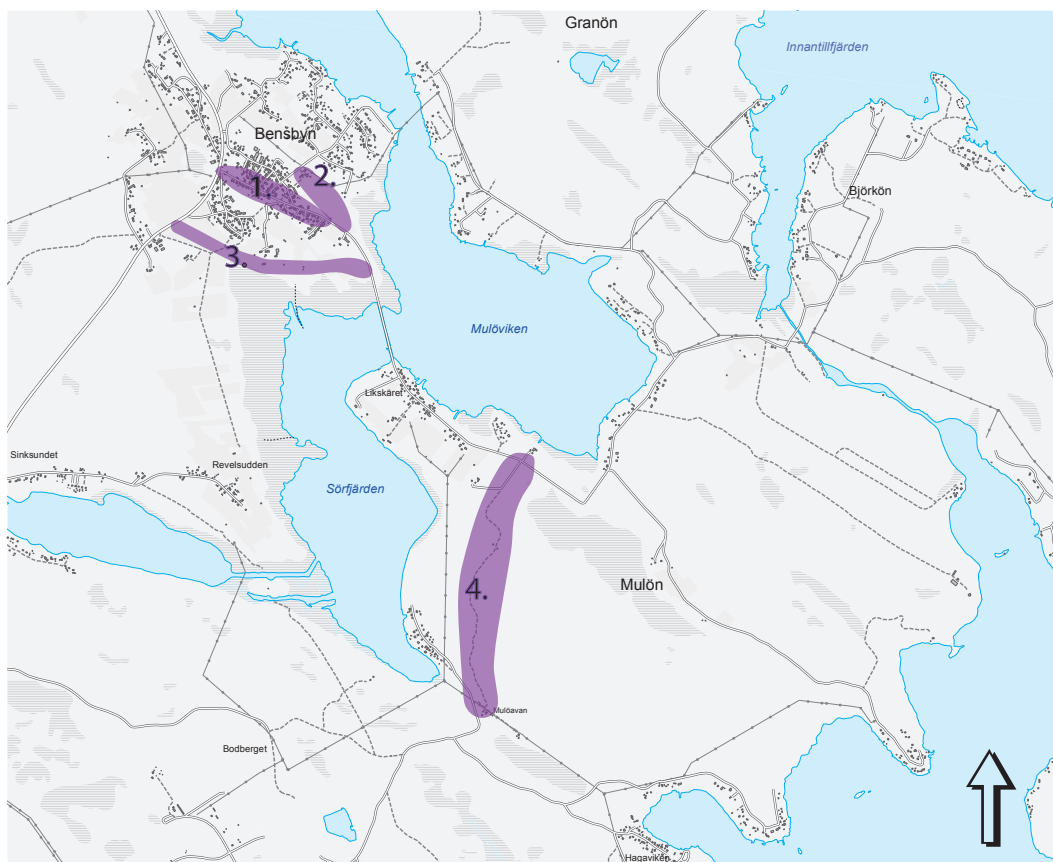 Granön
Innantillfjärden
Bensbyn
1.
2.
Björkön
3.
Mulöviken
Likskäret
Sinksundet
Revelsudden
Sörfjärden
4.
Mulön
Mulöavan
Bodberget
Hagaviken